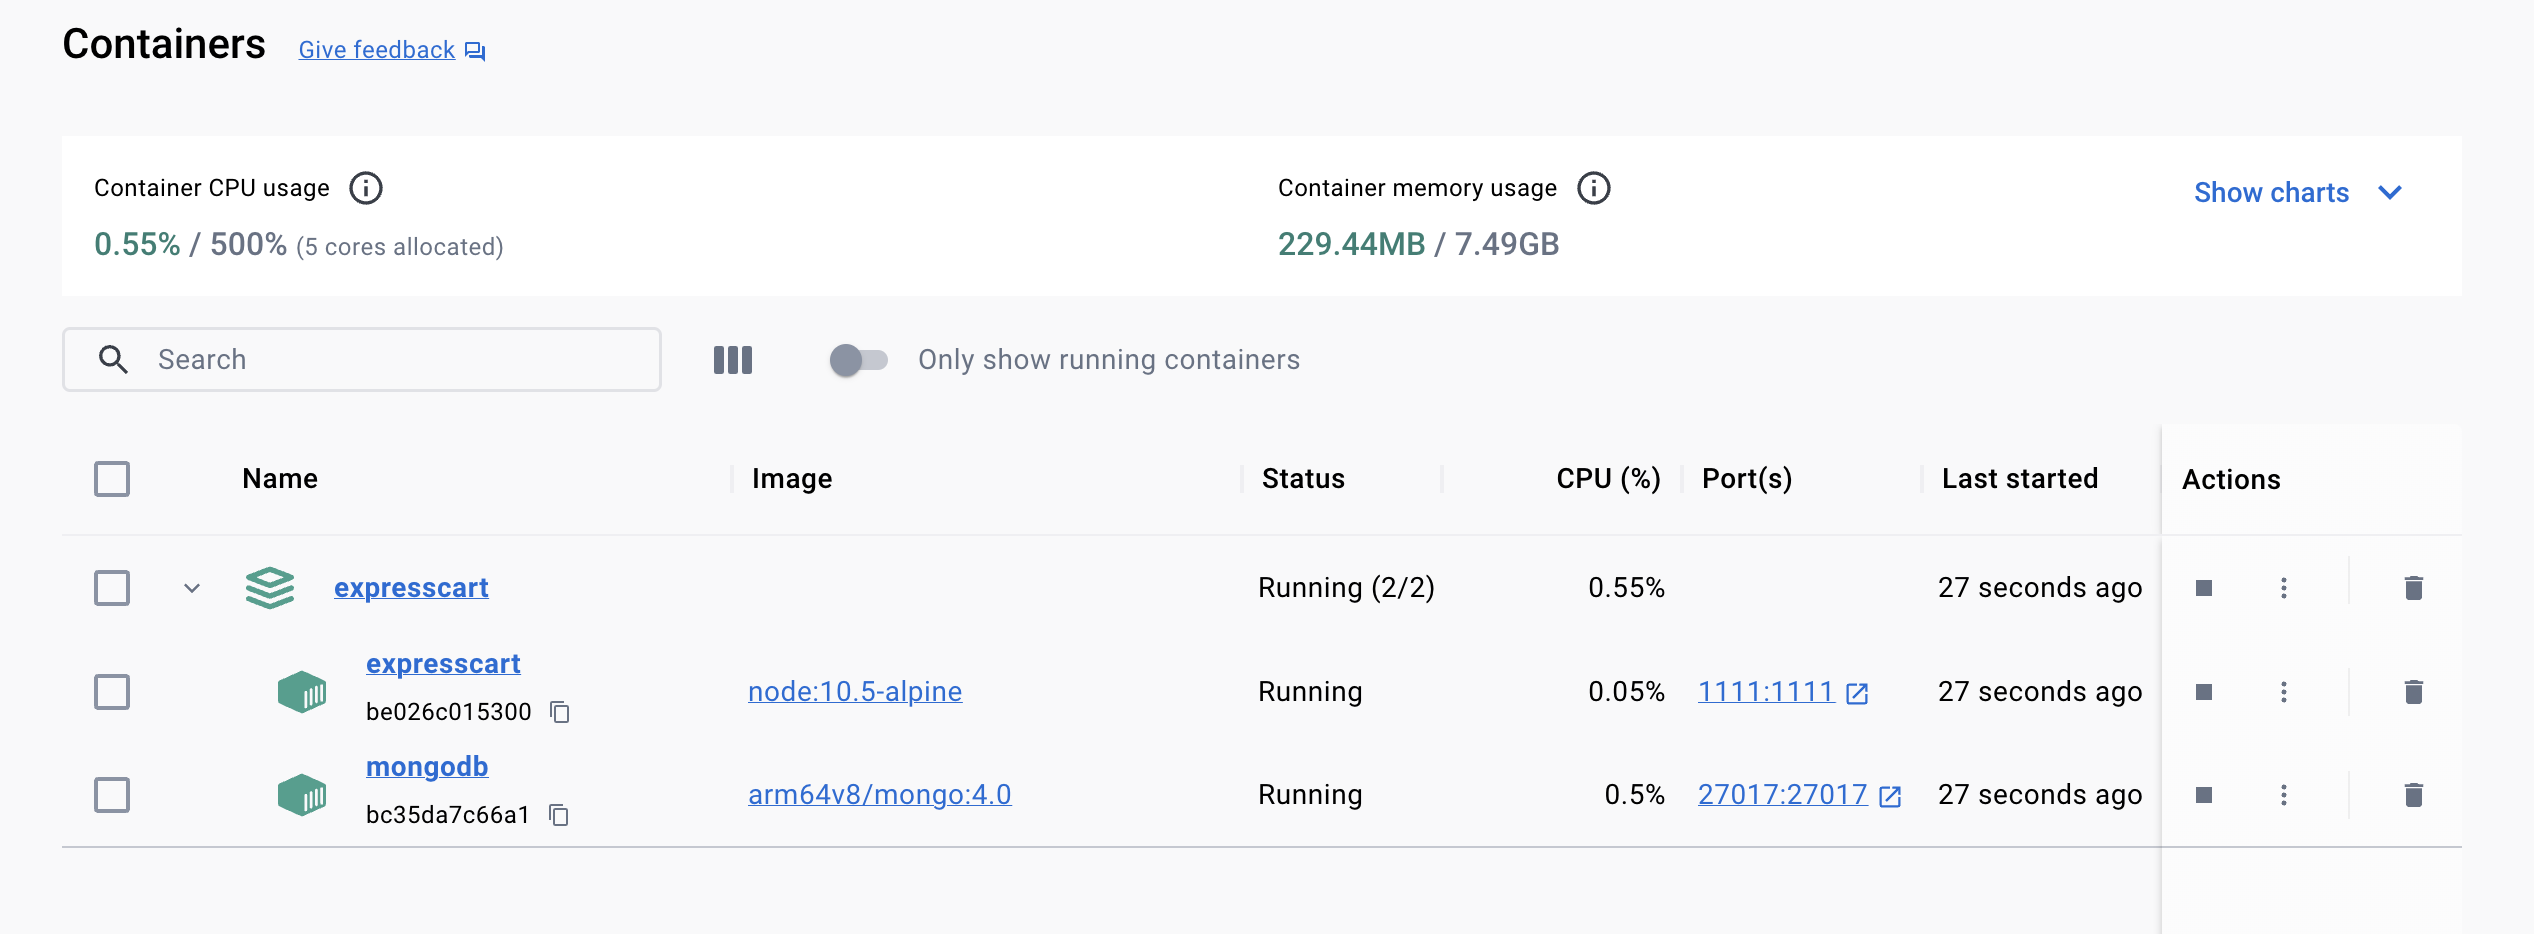 Containers Give feedback
Container CPU usage
0.55% / 500% (5 cores allocated)
Container memory usage
229.44MB / 7.49GB
Show charts
Search
Only show running containers
Name Image Status CPU (%) Port(s) Last started Actions
expresscart Running (2/2) 0.55% 27 seconds ago
expresscart
be026c015300
node:10.5-alpine Running 0.05% 1111:1111 27 seconds ago
mongodb
bc35da7c66a1
arm64v8/mongo:4.0 Running 0.5% 27017:27017 27 seconds ago